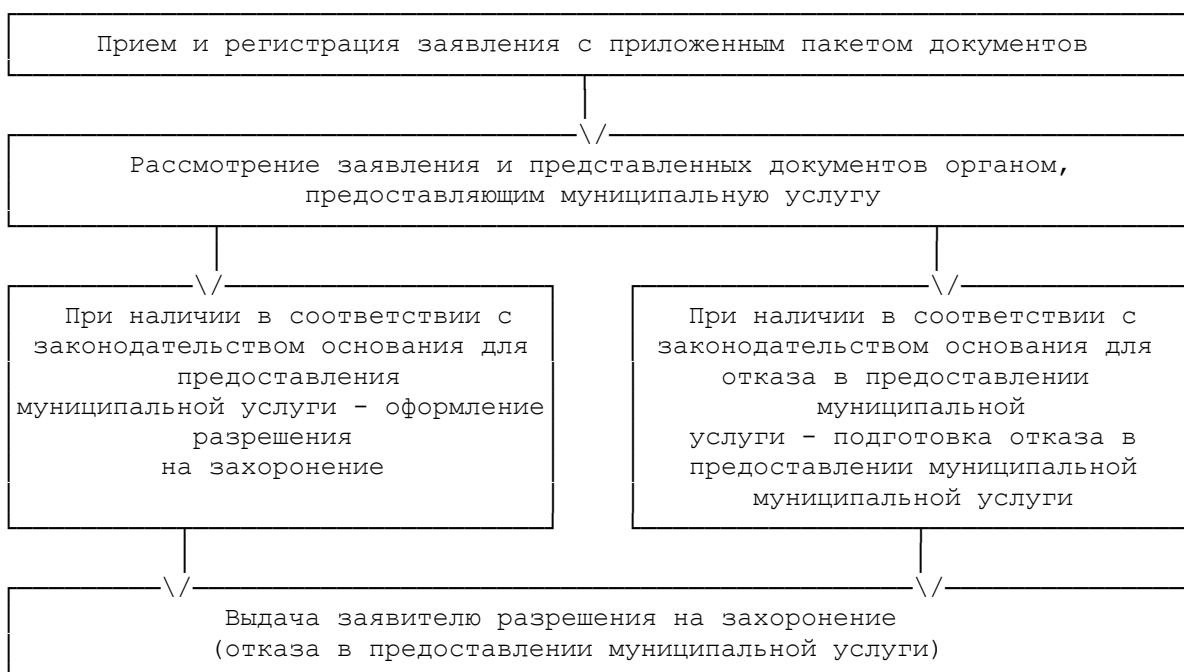 Прием и регистрация заявления с приложенным пакетом документов
Рассмотрение заявления и представленных документов органом,
предоставляющим муниципальную услугу
При наличии в соответствии с
законодательством основания для
предоставления
муниципальной услуги - оформление
разрешения
на захоронение
При наличии в соответствии с
законодательством основания для
отказа в предоставлении
муниципальной
услуги - подготовка отказа в
предоставлении муниципальной
муниципальной услуги
Выдача заявителю разрешения на захоронение
(отказа в предоставлении муниципальной услуги)